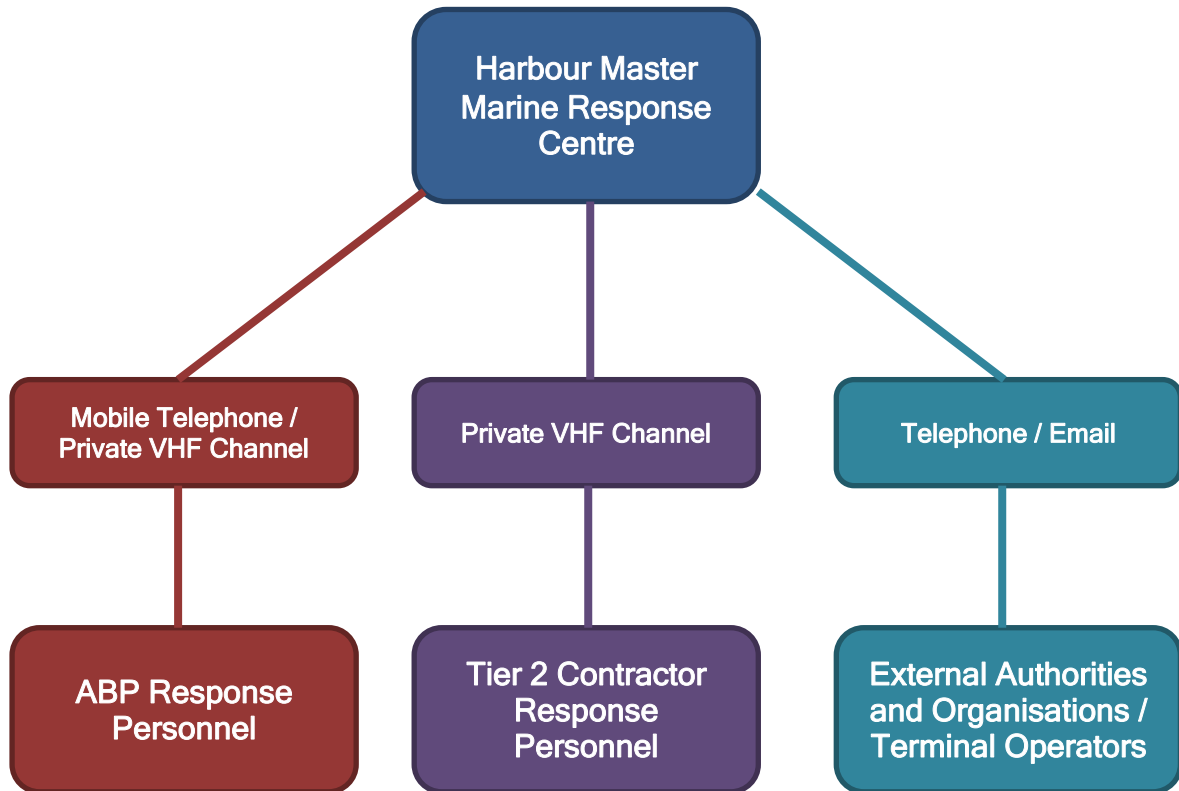 Harbour Master
Marine Response
Centre
Mobile Telephone /
Private VHF Channel
Private VHF Channel
Telephone / Email
ABP Response
Personnel
Tier 2 Contractor
Response
Personnel
External Authorities
and Organisations /
Terminal Operators